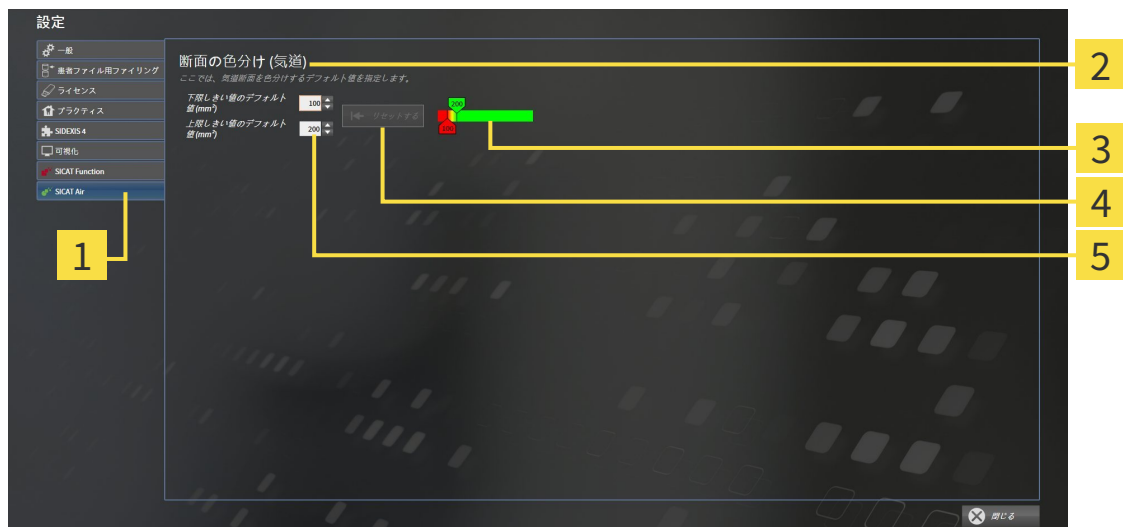 設定
一般
患者ファイル用ファイリング
ライセンス
プラクティス
SIDEXIS 4
可視化
SICAT Function
SICAT Air
断面の色分け (気道)
ここでは、気道断面を色分けするデフォルト値を指定します。
下限しきい値のデフォルト
値(mm²)
100
リセットする
200
100
上限しきい値のデフォルト
値(mm²)
200
閉じる
1
2
3
4
5